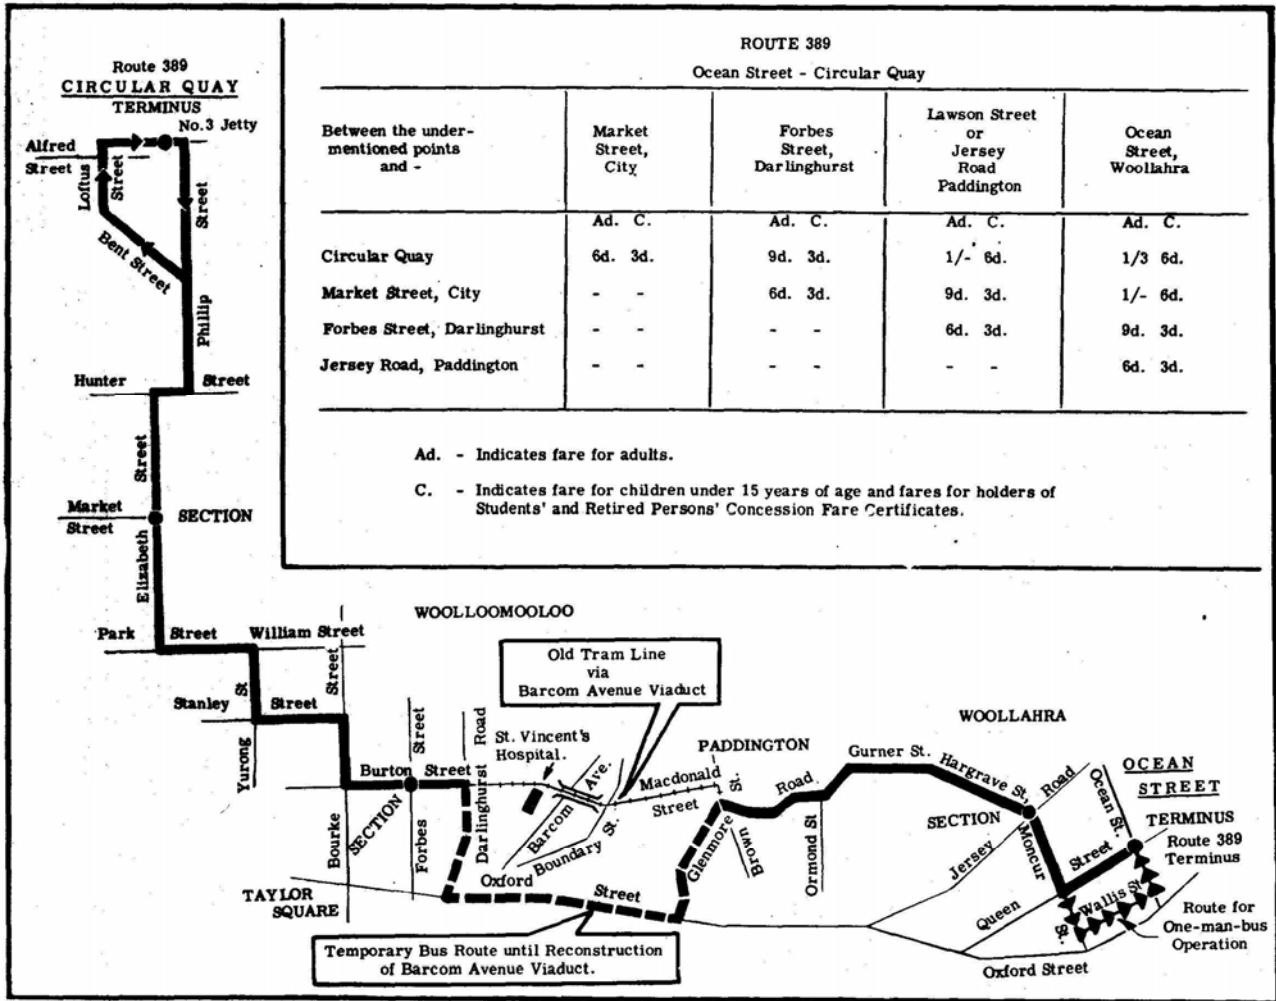 Route 389
CIRCULAR QUAY
TERMINUS
No.3 Jetty
Alfred
Street
Loftus
Street
Street
Bent Street
Phillip
Hunter Street
Street
Market
Street
SECTION
Elizabeth
Park Street William Street
Street
St
Stanley Street
Yurong
ROUTE 389
Ocean Street - Circular Quay
Between the under-
mentioned points
and -
Market
Street,
City
Forbes
Street,
Darlinghurst
Lawson Street
or
Jersey
Road
Paddington
Ocean
Street,
Woollahra
Ad. C. Ad. C. Ad. C. Ad. C.
Circular Quay 6d. 3d. 9d. 3d. 1/- 6d. 1/3 6d.
Market Street, City - - 6d. 3d. 9d. 3d. 1/- 6d.
Forbes Street, Darlinghurst - - - - 6d. 3d. 9d. 3d.
Jersey Road, Paddington - - - - - - 6d. 3d.
Ad. - Indicates fare for adults.
C. - Indicates fare for children under 15 years of age and fares for holders of
Students' and Retired Persons' Concession Fare Certificates.
WOOLLOOMOOLOO
Old Tram Line
via
Barcom Avenue Viaduct
Street
Road
St. Vincent's
Hospital.
Burton Street
SECTION
Bourke
Forbes
Darlinghurst
Ave.
Barcom
Boundary St.
Macdonald
Street
PADDINGTON
St.
Road
Glenmore
Brown
Ormond St
Gurner St.
Hargrave St.
WOOLLAHRA
Road
Ocean St.
OCEAN
STREET
TERMINUS
Route 389
Terminus
SECTION
Jersey
Moncur
Street
Queen
Wallis St
St.
Route for
One-man-bus
Operation
Oxford Street
TAYLOR
SQUARE
Oxford
Street
Temporary Bus Route until Reconstruction
of Barcom Avenue Viaduct.